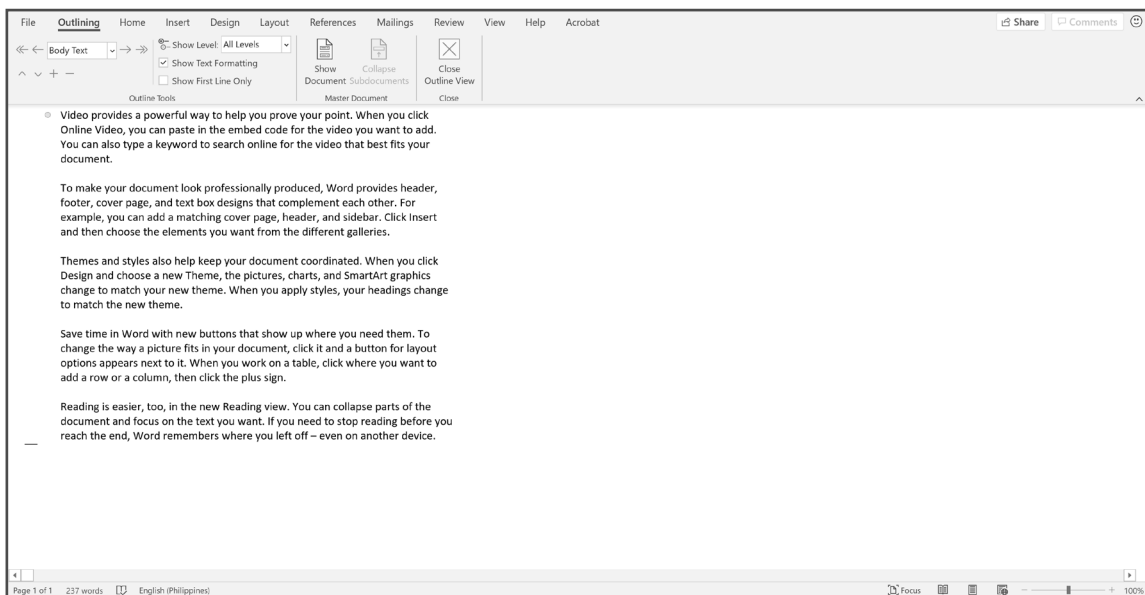 File Outlining Home Insert Design Layout References Mailings Review View Help Acrobat Share Comments
Body Text Show Level: All Levels
Show Text Formatting
Show First Line Only
Outline Tools
Show Document
Collapse Subdocuments
Master Document
Close Outline View
Close
Video provides a powerful way to help you prove your point. When you click
Online Video, you can paste in the embed code for the video you want to add.
You can also type a keyword to search online for the video that best fits your
document.
To make your document look professionally produced, Word provides header,
footer, cover page, and text box designs that complement each other. For
example, you can add a matching cover page, header, and sidebar. Click Insert
and then choose the elements you want from the different galleries.
Themes and styles also help keep your document coordinated. When you click
Design and choose a new Theme, the pictures, charts, and SmartArt graphics
change to match your new theme. When you apply styles, your headings change
to match the new theme.
Save time in Word with new buttons that show up where you need them. To
change the way a picture fits in your document, click it and a button for layout
options appears next to it. When you work on a table, click where you want to
add a row or a column, then click the plus sign.
Reading is easier, too, in the new Reading view. You can collapse parts of the
document and focus on the text you want. If you need to stop reading before you
reach the end, Word remembers where you left off – even on another device.
Page 1 of 1 237 words English (Philippines) Focus 100%